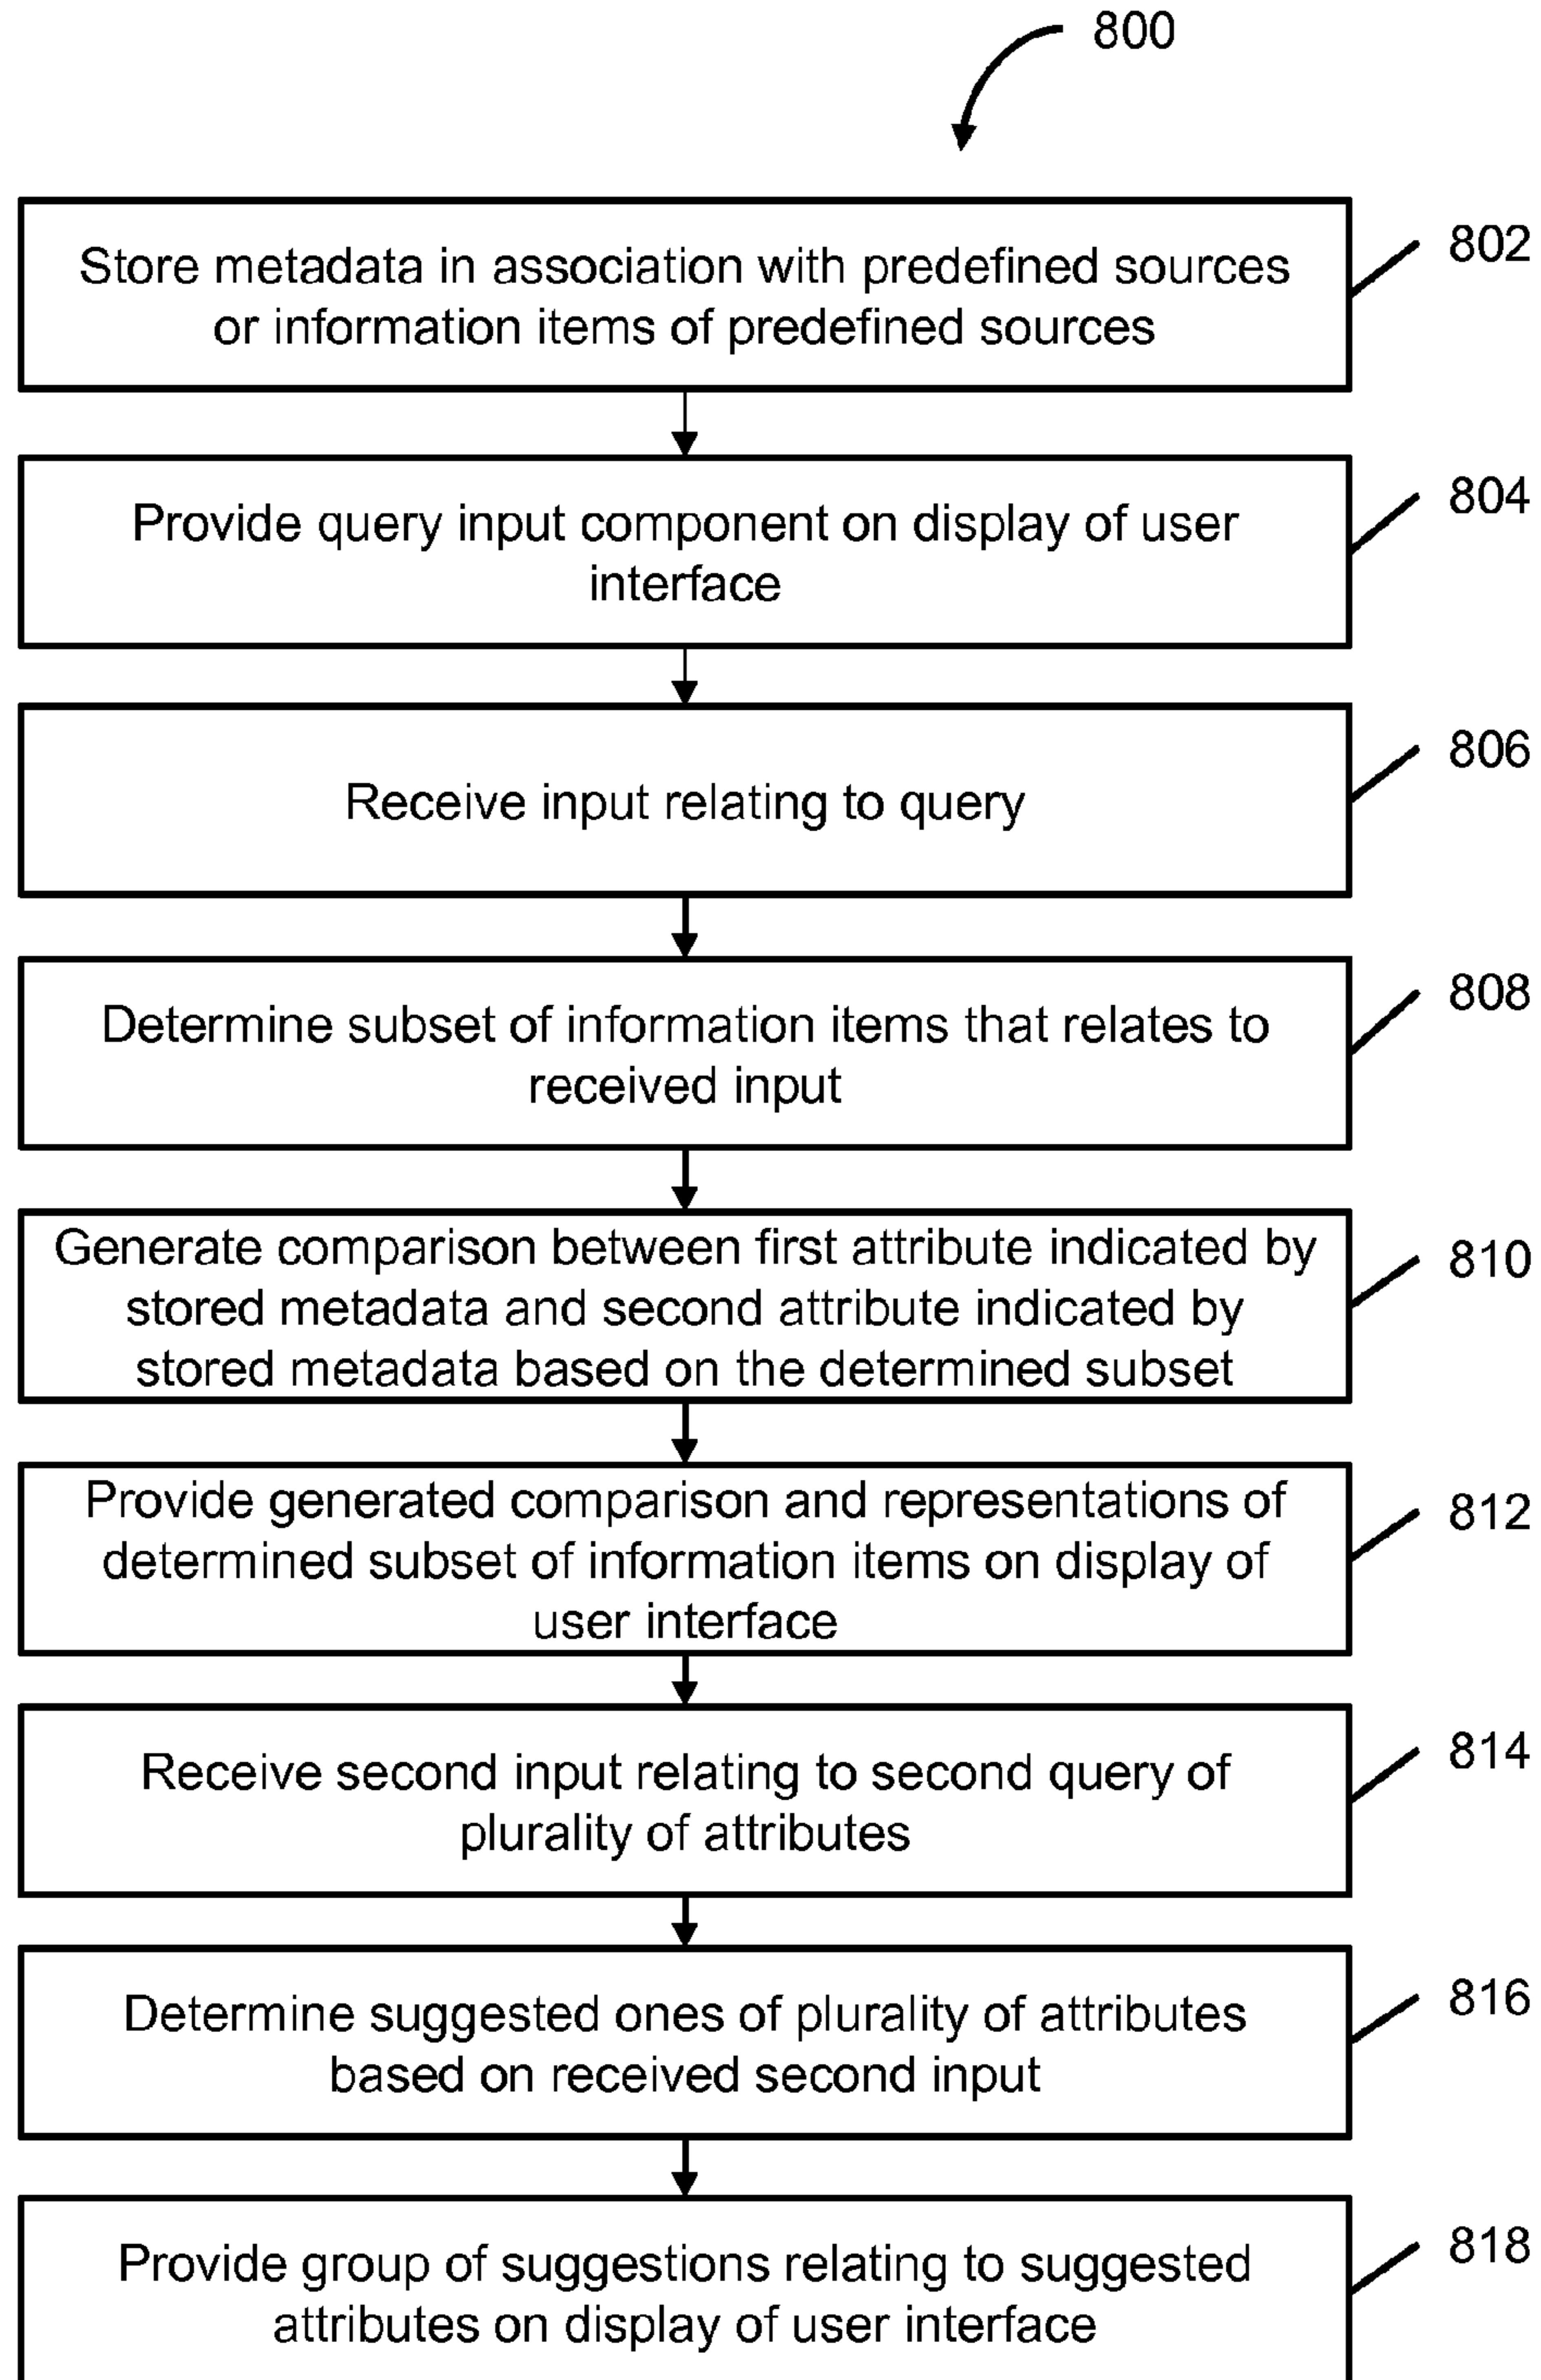 800
Store metadata in association with predefined sources
or information items of predefined sources
802
Provide query input component on display of user
interface
804
Receive input relating to query
806
Determine subset of information items that relates to
received input
808
Generate comparison between first attribute indicated by
stored metadata and second attribute indicated by
stored metadata based on the determined subset
810
Provide generated comparison and representations of
determined subset of information items on display of
user interface
812
Receive second input relating to second query of
plurality of attributes
814
Determine suggested ones of plurality of attributes
based on received second input
816
Provide group of suggestions relating to suggested
attributes on display of user interface
818